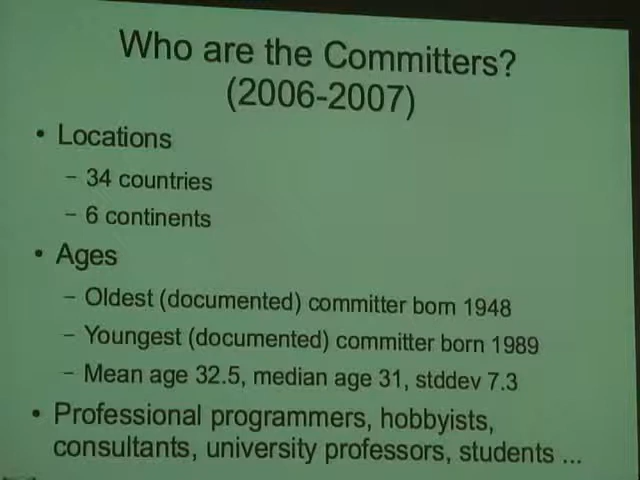 Who are the Committers?
(2006-2007)
• Locations
– 34 countries
– 6 continents
• Ages
– Oldest (documented) committer born 1948
– Youngest (documented) committer born 1989
– Mean age 32.5, median age 31, stddev 7.3
• Professional programmers, hobbyists,
consultants, university professors, students ...